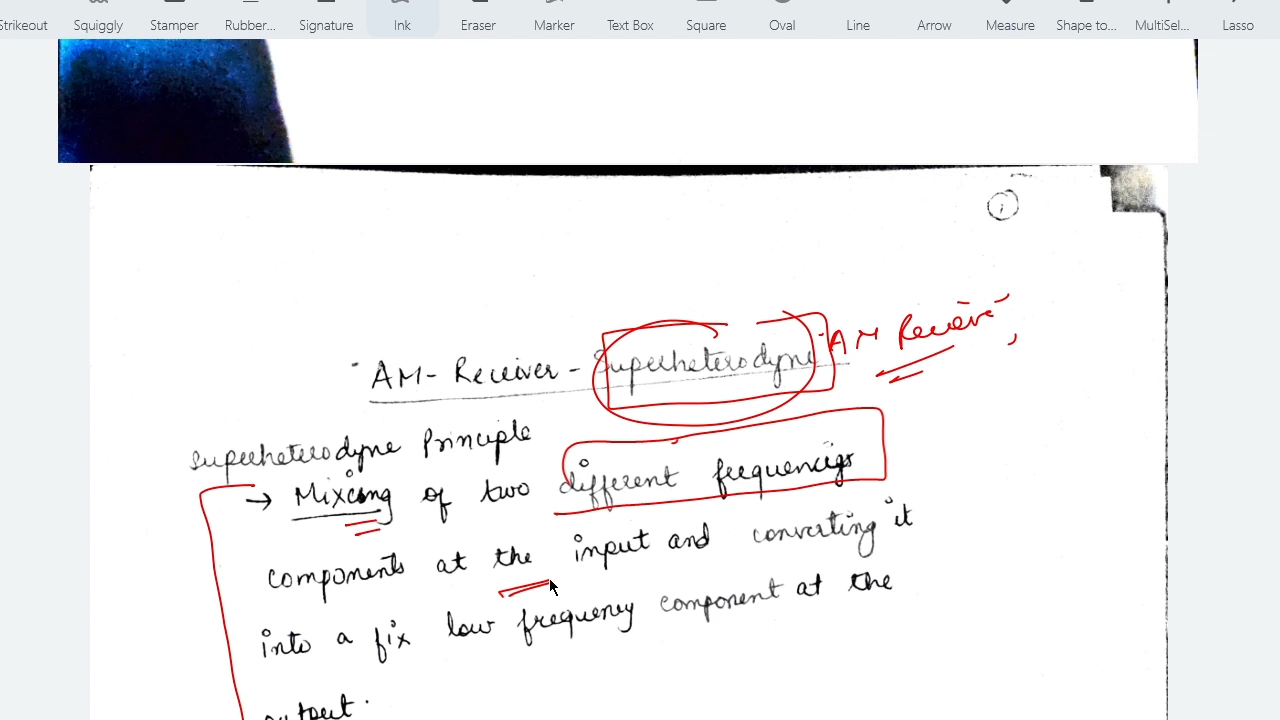 Strikeout Squiggly Stamper Rubber... Signature Ink Eraser Marker Text Box Square Oval Line Arrow Measure Shape to... MultiSel... Lasso
1
AM- Receiver - Superheterodyne
AM
superheterodyne Principle
→ Mixing of two different frequencies
components at the input and converting it
into a fix low frequency component at the
output.